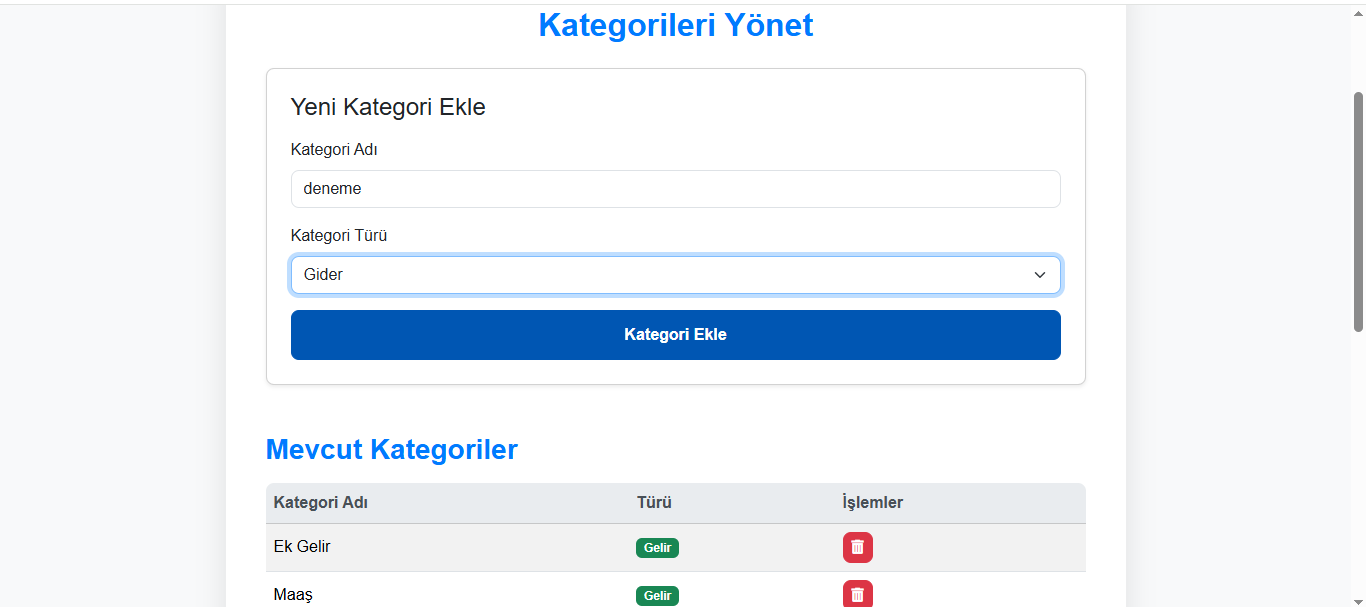 Kategorileri Yönet
Yeni Kategori Ekle
Kategori Adı
deneme
Kategori Türü
Gider
Kategori Ekle
Mevcut Kategoriler
Kategori Adı Türü İşlemler
Ek Gelir Gelir
Maaş Gelir